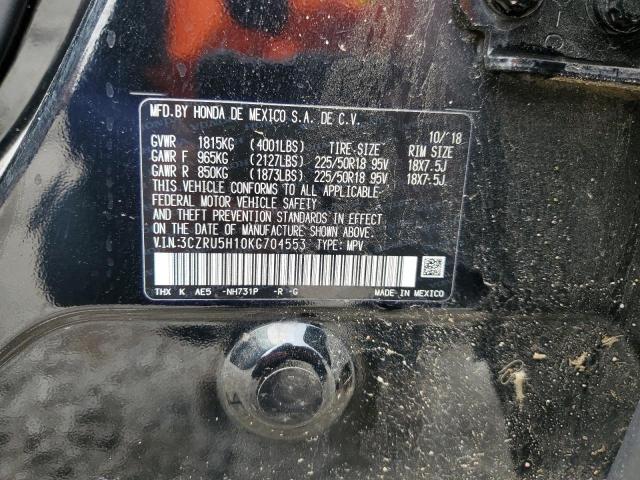 MFD.BY HONDA DE MEXICO S.A. DE C.V.
10/'18
GVWR 1815KG (4001LBS) TIRE-SIZE RIM SIZE
GAWR F 965KG (2127LBS) 225/50R18 95V 18X7.5J
GAWR R 850KG (1873LBS) 225/50R18 95V 18X7.5J
THIS VEHICLE CONFORMS TO ALL APPLICABLE
FEDERAL MOTOR VEHICLE SAFETY
AND THEFT PREVENTION STANDARDS IN EFFECT
ON THE DATE OF MANUFACTURE SHOWN ABOVE.
V.I.N:3CZRU5H10KG704553 TYPE: MPV
THX K AE5 -NH731P -R -G MADE IN MEXICO